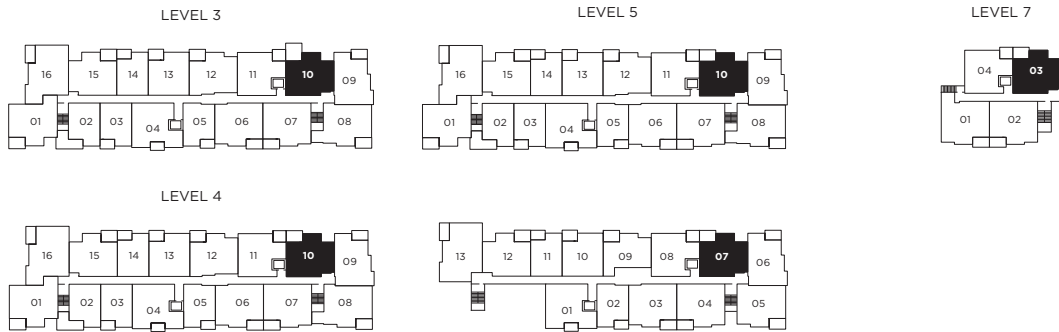 LEVEL 3
16 15 14 13 12 11 10 09
01 02 03 04 05 06 07 08
LEVEL 5
16 15 14 13 12 11 10 09
01 02 03 04 05 06 07 08
LEVEL 7
04 03
01 02
LEVEL 4
16 15 14 13 12 11 10 09
01 02 03 04 05 06 07 08
13 12 11 10 09 08 07 06
01 02 03 04 05